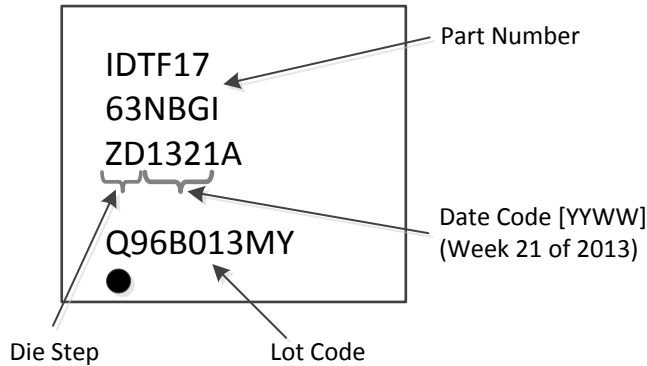 IDTF17
63NBGI
ZD1321A
Q96B013MY
Part Number
Date Code [YYWW]
(Week 21 of 2013)
Die Step
Lot Code